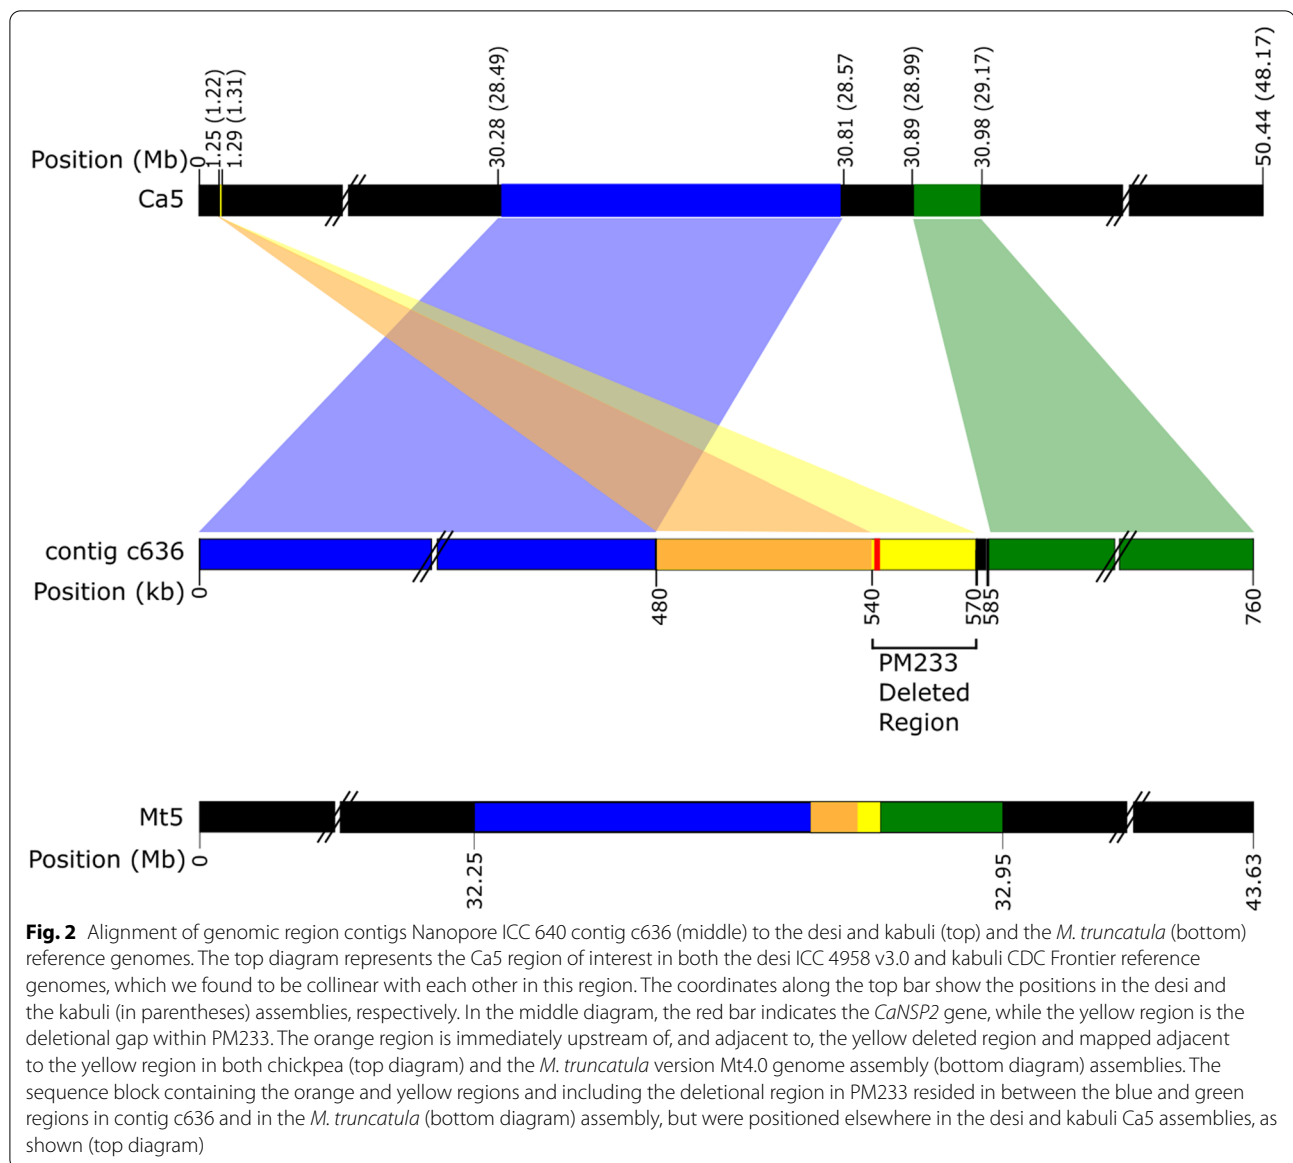 Position (Mb)
0
1.25 (1.22)
1.29 (1.31)
30.28 (28.49)
30.81 (28.57
30.89 (28.99)
30.98 (29.17)
50.44 (48.17)
Ca5
contig c636
Position (kb)
0
480
540
570
585
760
PM233
Deleted
Region
Mt5
Position (Mb)
0
32.25
32.95
43.63
Fig. 2 Alignment of genomic region contigs Nanopore ICC 640 contig c636 (middle) to the desi and kabuli (top) and the M. truncatula (bottom)
reference genomes. The top diagram represents the Ca5 region of interest in both the desi ICC 4958 v3.0 and kabuli CDC Frontier reference
genomes, which we found to be collinear with each other in this region. The coordinates along the top bar show the positions in the desi and
the kabuli (in parentheses) assemblies, respectively. In the middle diagram, the red bar indicates the CaNSP2 gene, while the yellow region is the
deletional gap within PM233. The orange region is immediately upstream of, and adjacent to, the yellow deleted region and mapped adjacent
to the yellow region in both chickpea (top diagram) and the M. truncatula version Mt4.0 genome assembly (bottom diagram) assemblies. The
sequence block containing the orange and yellow regions and including the deletional region in PM233 resided in between the blue and green
regions in contig c636 and in the M. truncatula (bottom diagram) assembly, but were positioned elsewhere in the desi and kabuli Ca5 assemblies, as
shown (top diagram)